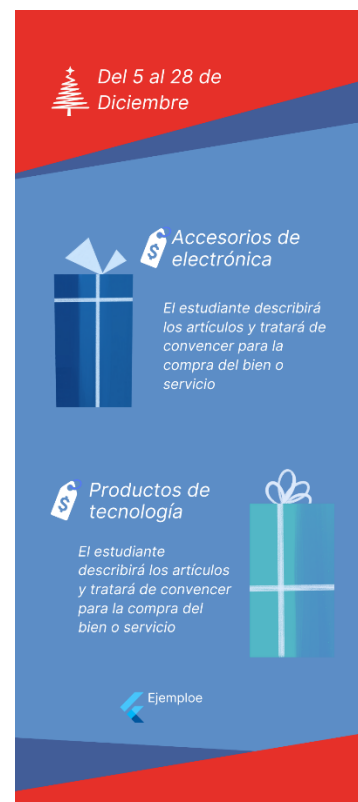 Del 5 al 28 de
Diciembre
$
Accesorios de
electrónica
El estudiante describirá
los artículos y tratará de
convencer para la
compra del bien o
servicio
$
Productos de
tecnología
El estudiante
describirá los artículos
y tratará de convencer
para la compra del
bien o servicio
Ejemploe